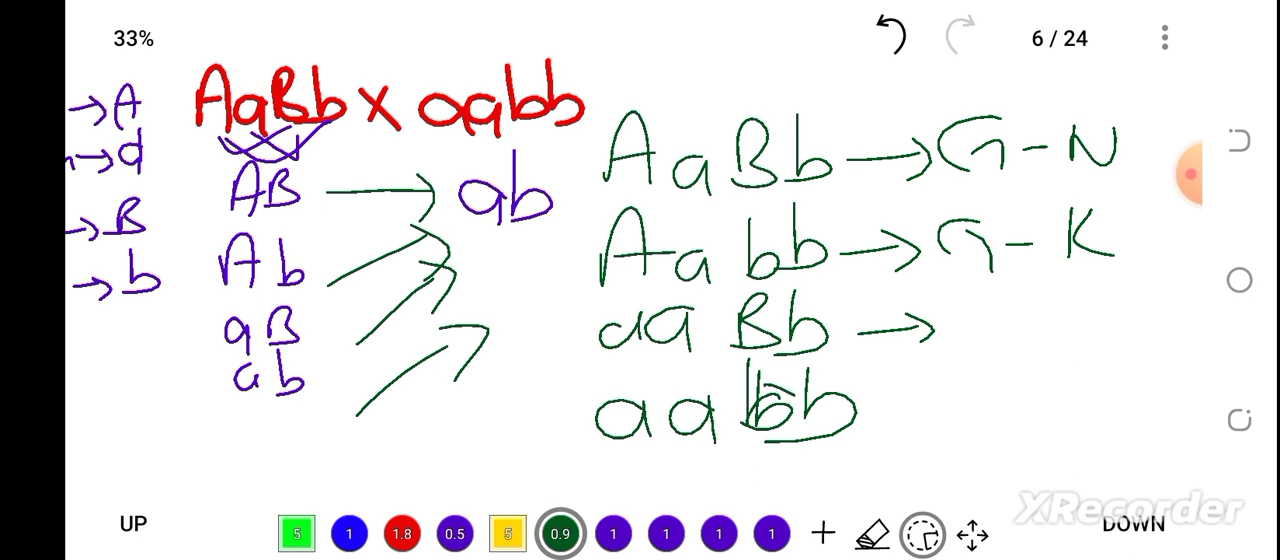 33%
6 / 24
AaBb x aabb
→A
→a
→B
→b
AB → ab
Ab
aB
ab
AaBb → G-N
Aabb → G-K
aaBb →
aabb
UP
5 1 1.8 0.5 5 0.9 1 1 1 1 +
DOWN
XRecorder